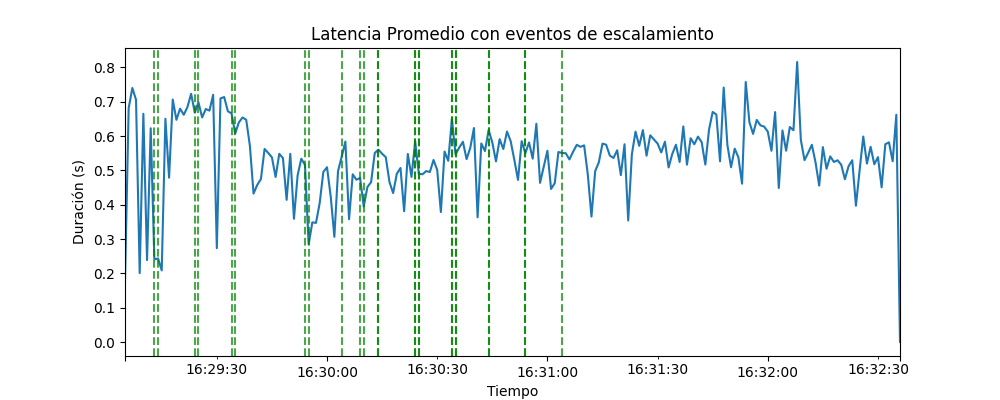 Latencia Promedio con eventos de escalamiento
Duración (s)
0.8
0.7
0.6
0.5
0.4
0.3
0.2
0.1
0.0
16:29:30 16:30:00 16:30:30 16:31:00 16:31:30 16:32:00 16:32:30
Tiempo